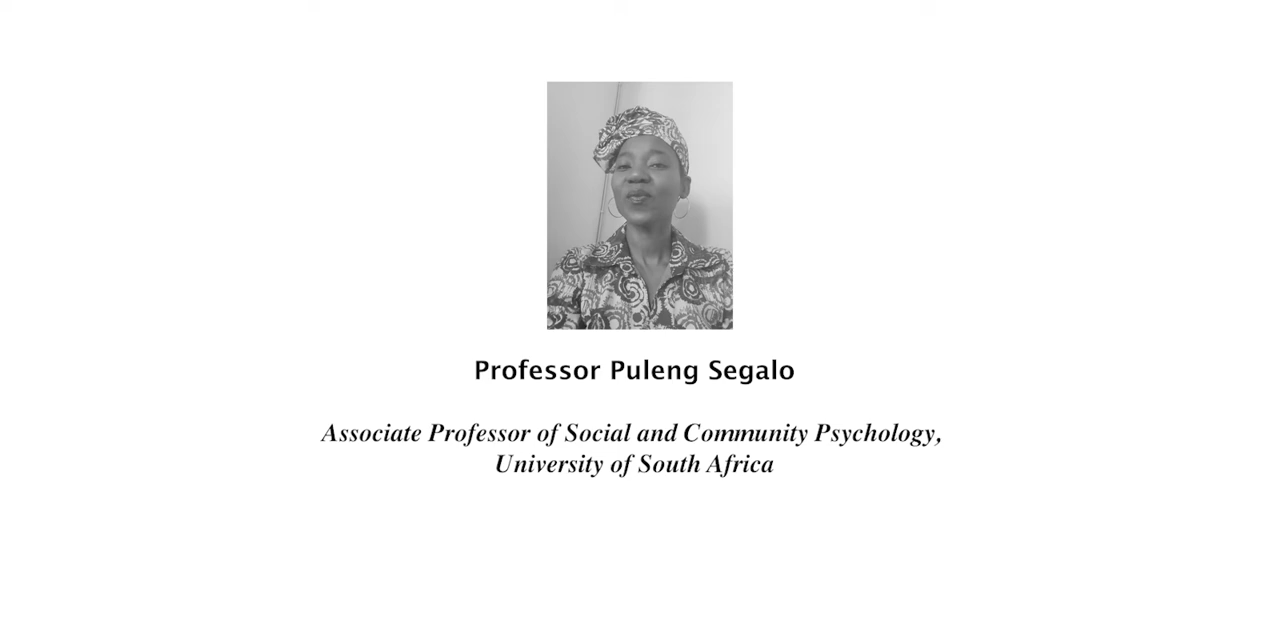 Professor Puleng Segalo
Associate Professor of Social and Community Psychology,
University of South Africa